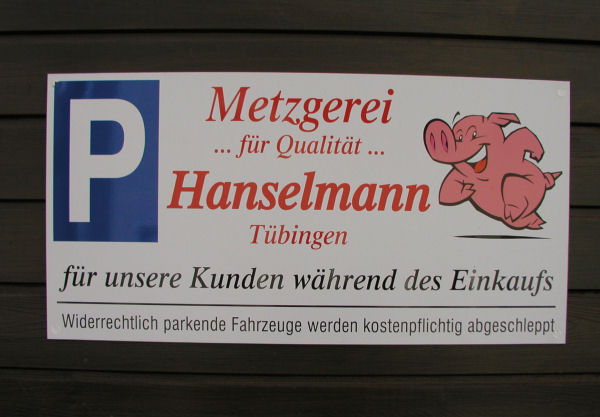 P
Metzgerei
... für Qualität ...
Hanselmann
Tübingen
für unsere Kunden während des Einkaufs
Widerrechtlich parkende Fahrzeuge werden kostenpflichtig abgeschleppt